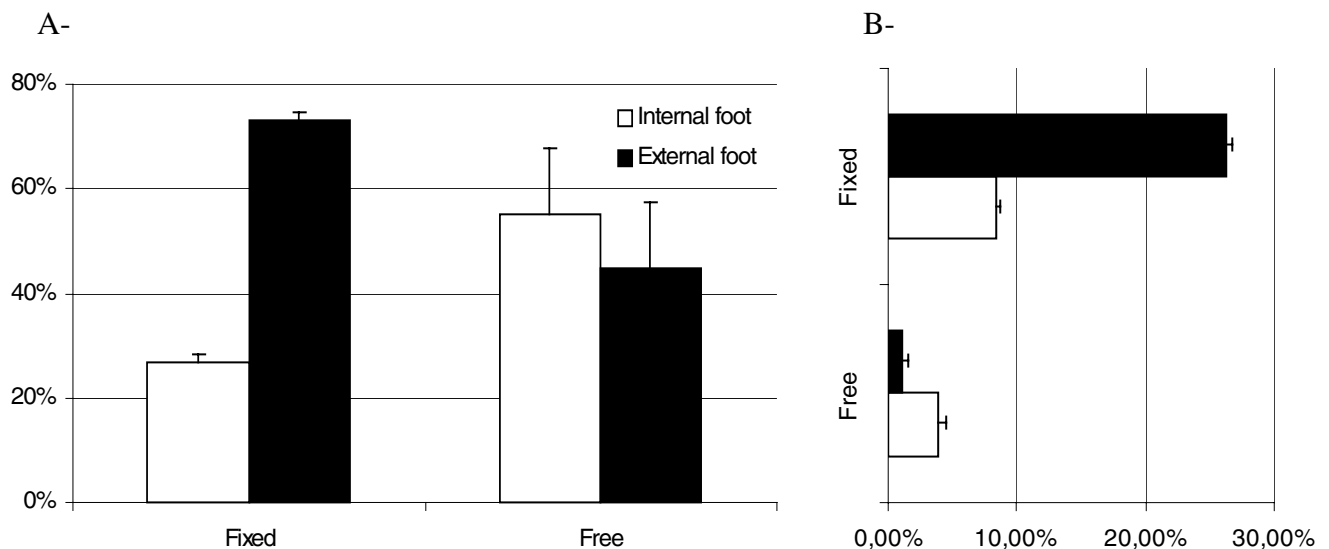 A-
80%
60%
40%
20%
0%
Internal foot
External foot
Fixed
Free
B-
Fixed
Free
0,00%
10,00%
20,00%
30,00%